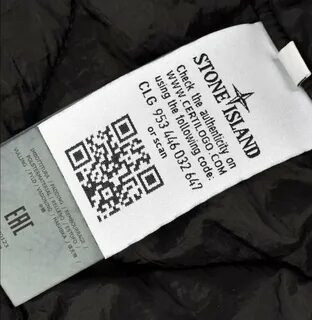 STONE ISLAND
Check the authenticity on
WWW.CERTILOGO.COM
using the following code:
CLG 953 446 032 647
or scan
EAC